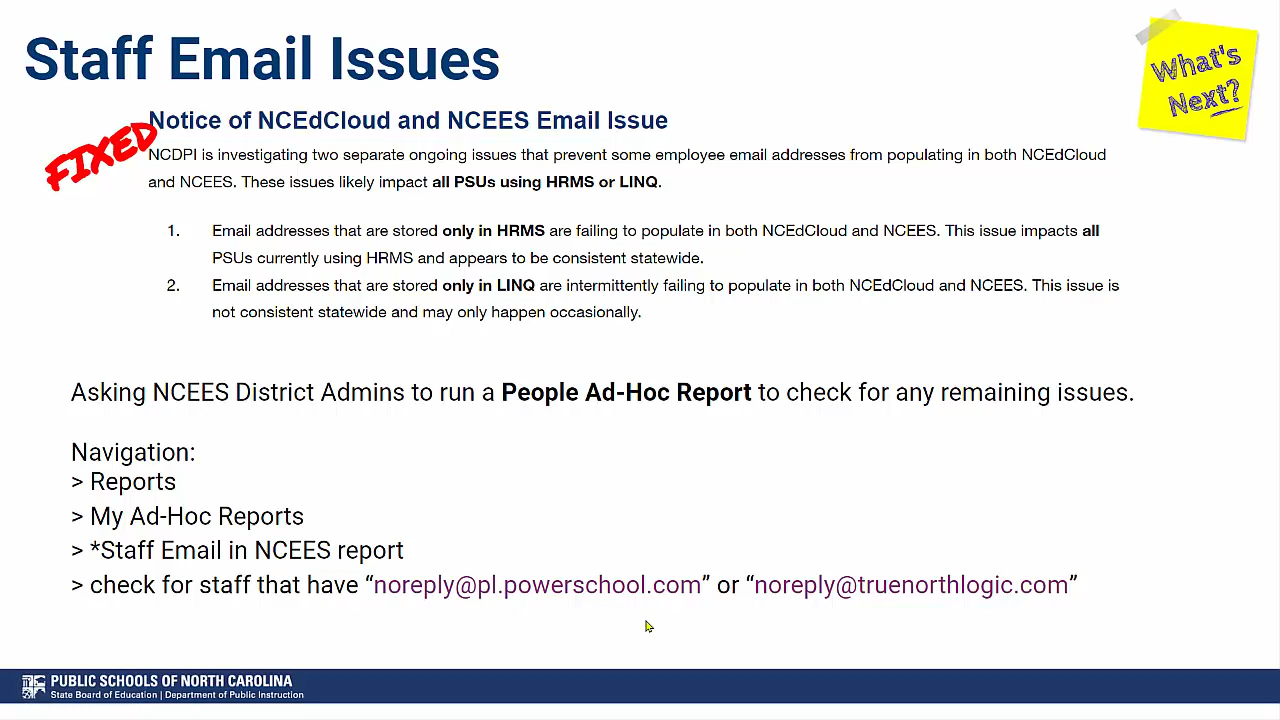 Staff Email Issues
What's
Next?
FIXED
Notice of NCEdCloud and NCEES Email Issue
NCDPI is investigating two separate ongoing issues that prevent some employee email addresses from populating in both NCEdCloud
and NCEES. These issues likely impact all PSUs using HRMS or LINQ.
1. Email addresses that are stored only in HRMS are failing to populate in both NCEdCloud and NCEES. This issue impacts all
PSUs currently using HRMS and appears to be consistent statewide.
2. Email addresses that are stored only in LINQ are intermittently failing to populate in both NCEdCloud and NCEES. This issue is
not consistent statewide and may only happen occasionally.
Asking NCEES District Admins to run a People Ad-Hoc Report to check for any remaining issues.
Navigation:
> Reports
> My Ad-Hoc Reports
> *Staff Email in NCEES report
> check for staff that have “noreply@pl.powerschool.com” or “noreply@truenorthlogic.com”
PUBLIC SCHOOLS OF NORTH CAROLINA
State Board of Education | Department of Public Instruction